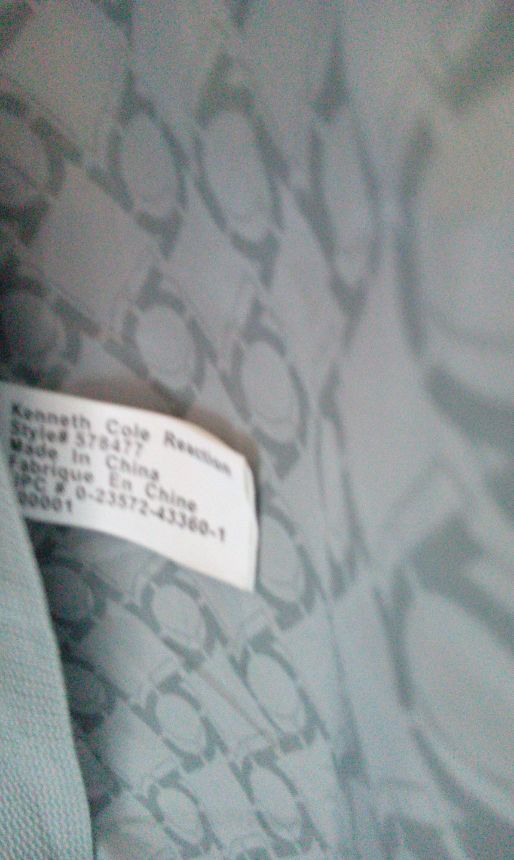 Kenneth Cole Reaction
Style# 578477
Made In China
Fabrique En Chine
UPC # 0-23572-43360-1
00001